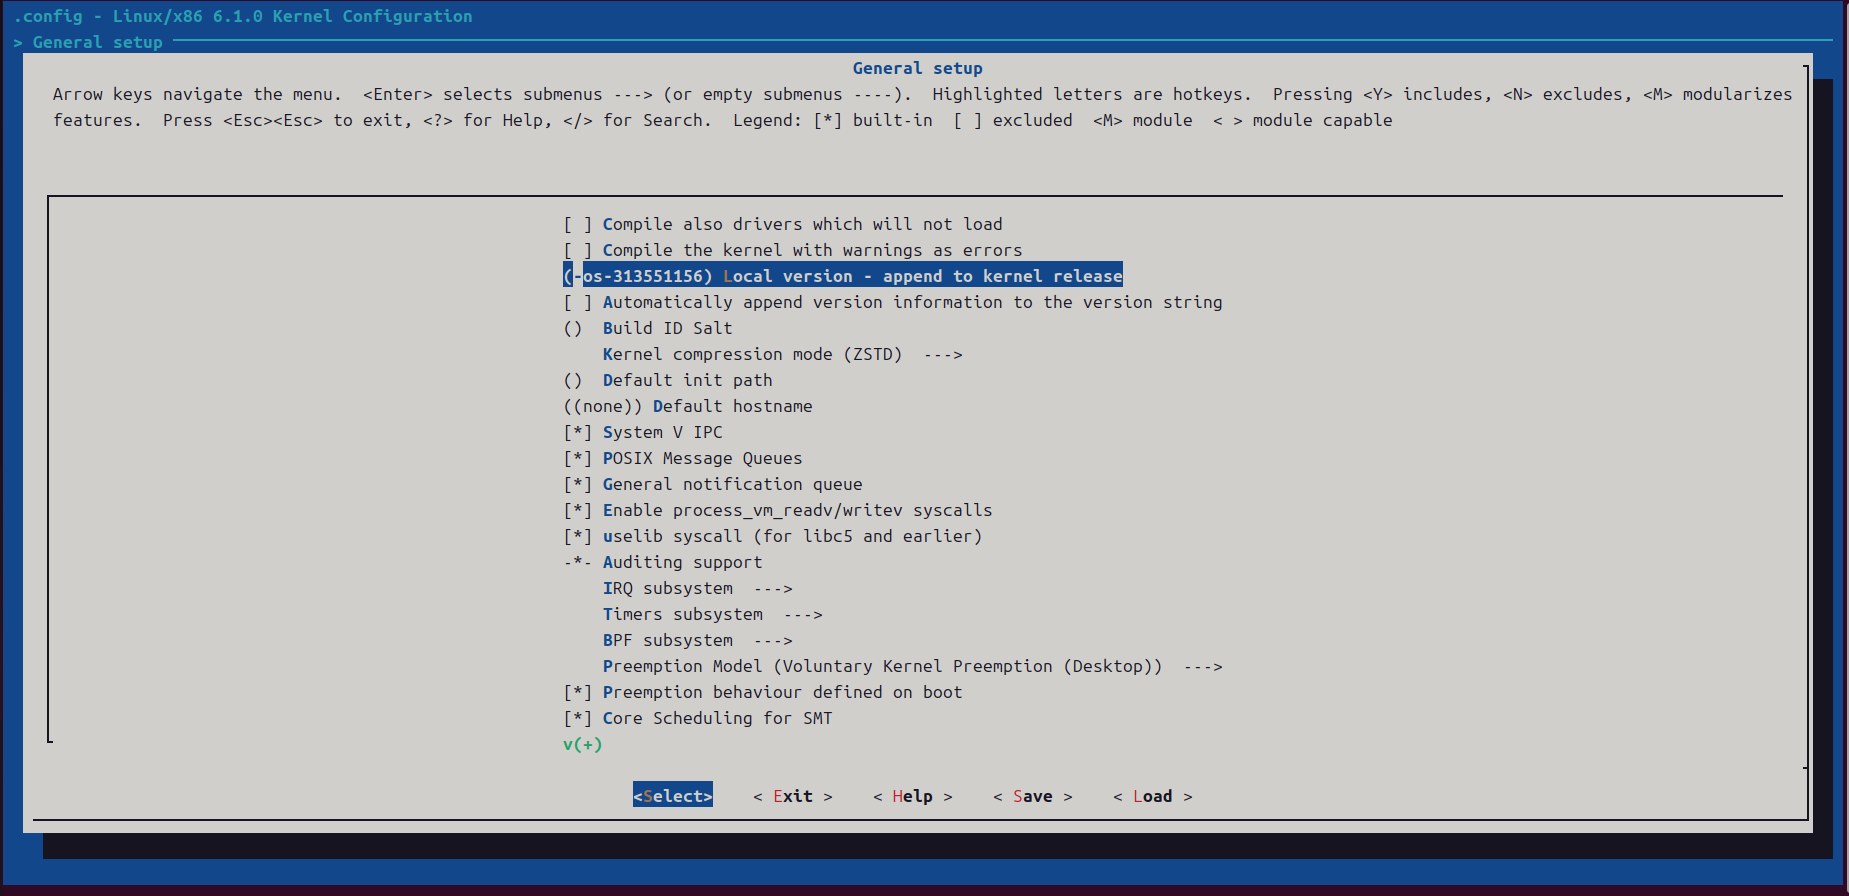 .config - Linux/x86 6.1.0 Kernel Configuration
> General setup
General setup
Arrow keys navigate the menu.  <Enter> selects submenus ---> (or empty submenus ----).  Highlighted letters are hotkeys.  Pressing <Y> includes, <N> excludes, <M> modularizes
features.  Press <Esc><Esc> to exit, <?> for Help, </> for Search.  Legend: [*] built-in  [ ] excluded  <M> module  < > module capable
[ ] Compile also drivers which will not load
[ ] Compile the kernel with warnings as errors
(-os-313551156) Local version - append to kernel release
[ ] Automatically append version information to the version string
()  Build ID Salt
Kernel compression mode (ZSTD)  --->
()  Default init path
((none)) Default hostname
[*] System V IPC
[*] POSIX Message Queues
[*] General notification queue
[*] Enable process_vm_readv/writev syscalls
[*] uselib syscall (for libc5 and earlier)
-*- Auditing support
IRQ subsystem  --->
Timers subsystem  --->
BPF subsystem  --->
Preemption Model (Voluntary Kernel Preemption (Desktop))  --->
[*] Preemption behaviour defined on boot
[*] Core Scheduling for SMT
v(+)
<Select>    < Exit >    < Help >    < Save >    < Load >